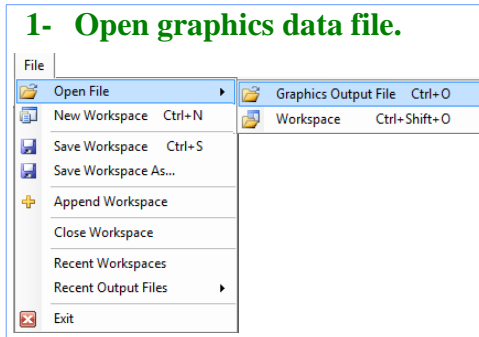 1- Open graphics data file.
File
Open File
Graphics Output File Ctrl+O
New Workspace Ctrl+N
Workspace Ctrl+Shift+O
Save Workspace Ctrl+S
Save Workspace As...
Append Workspace
Close Workspace
Recent Workspaces
Recent Output Files
Exit